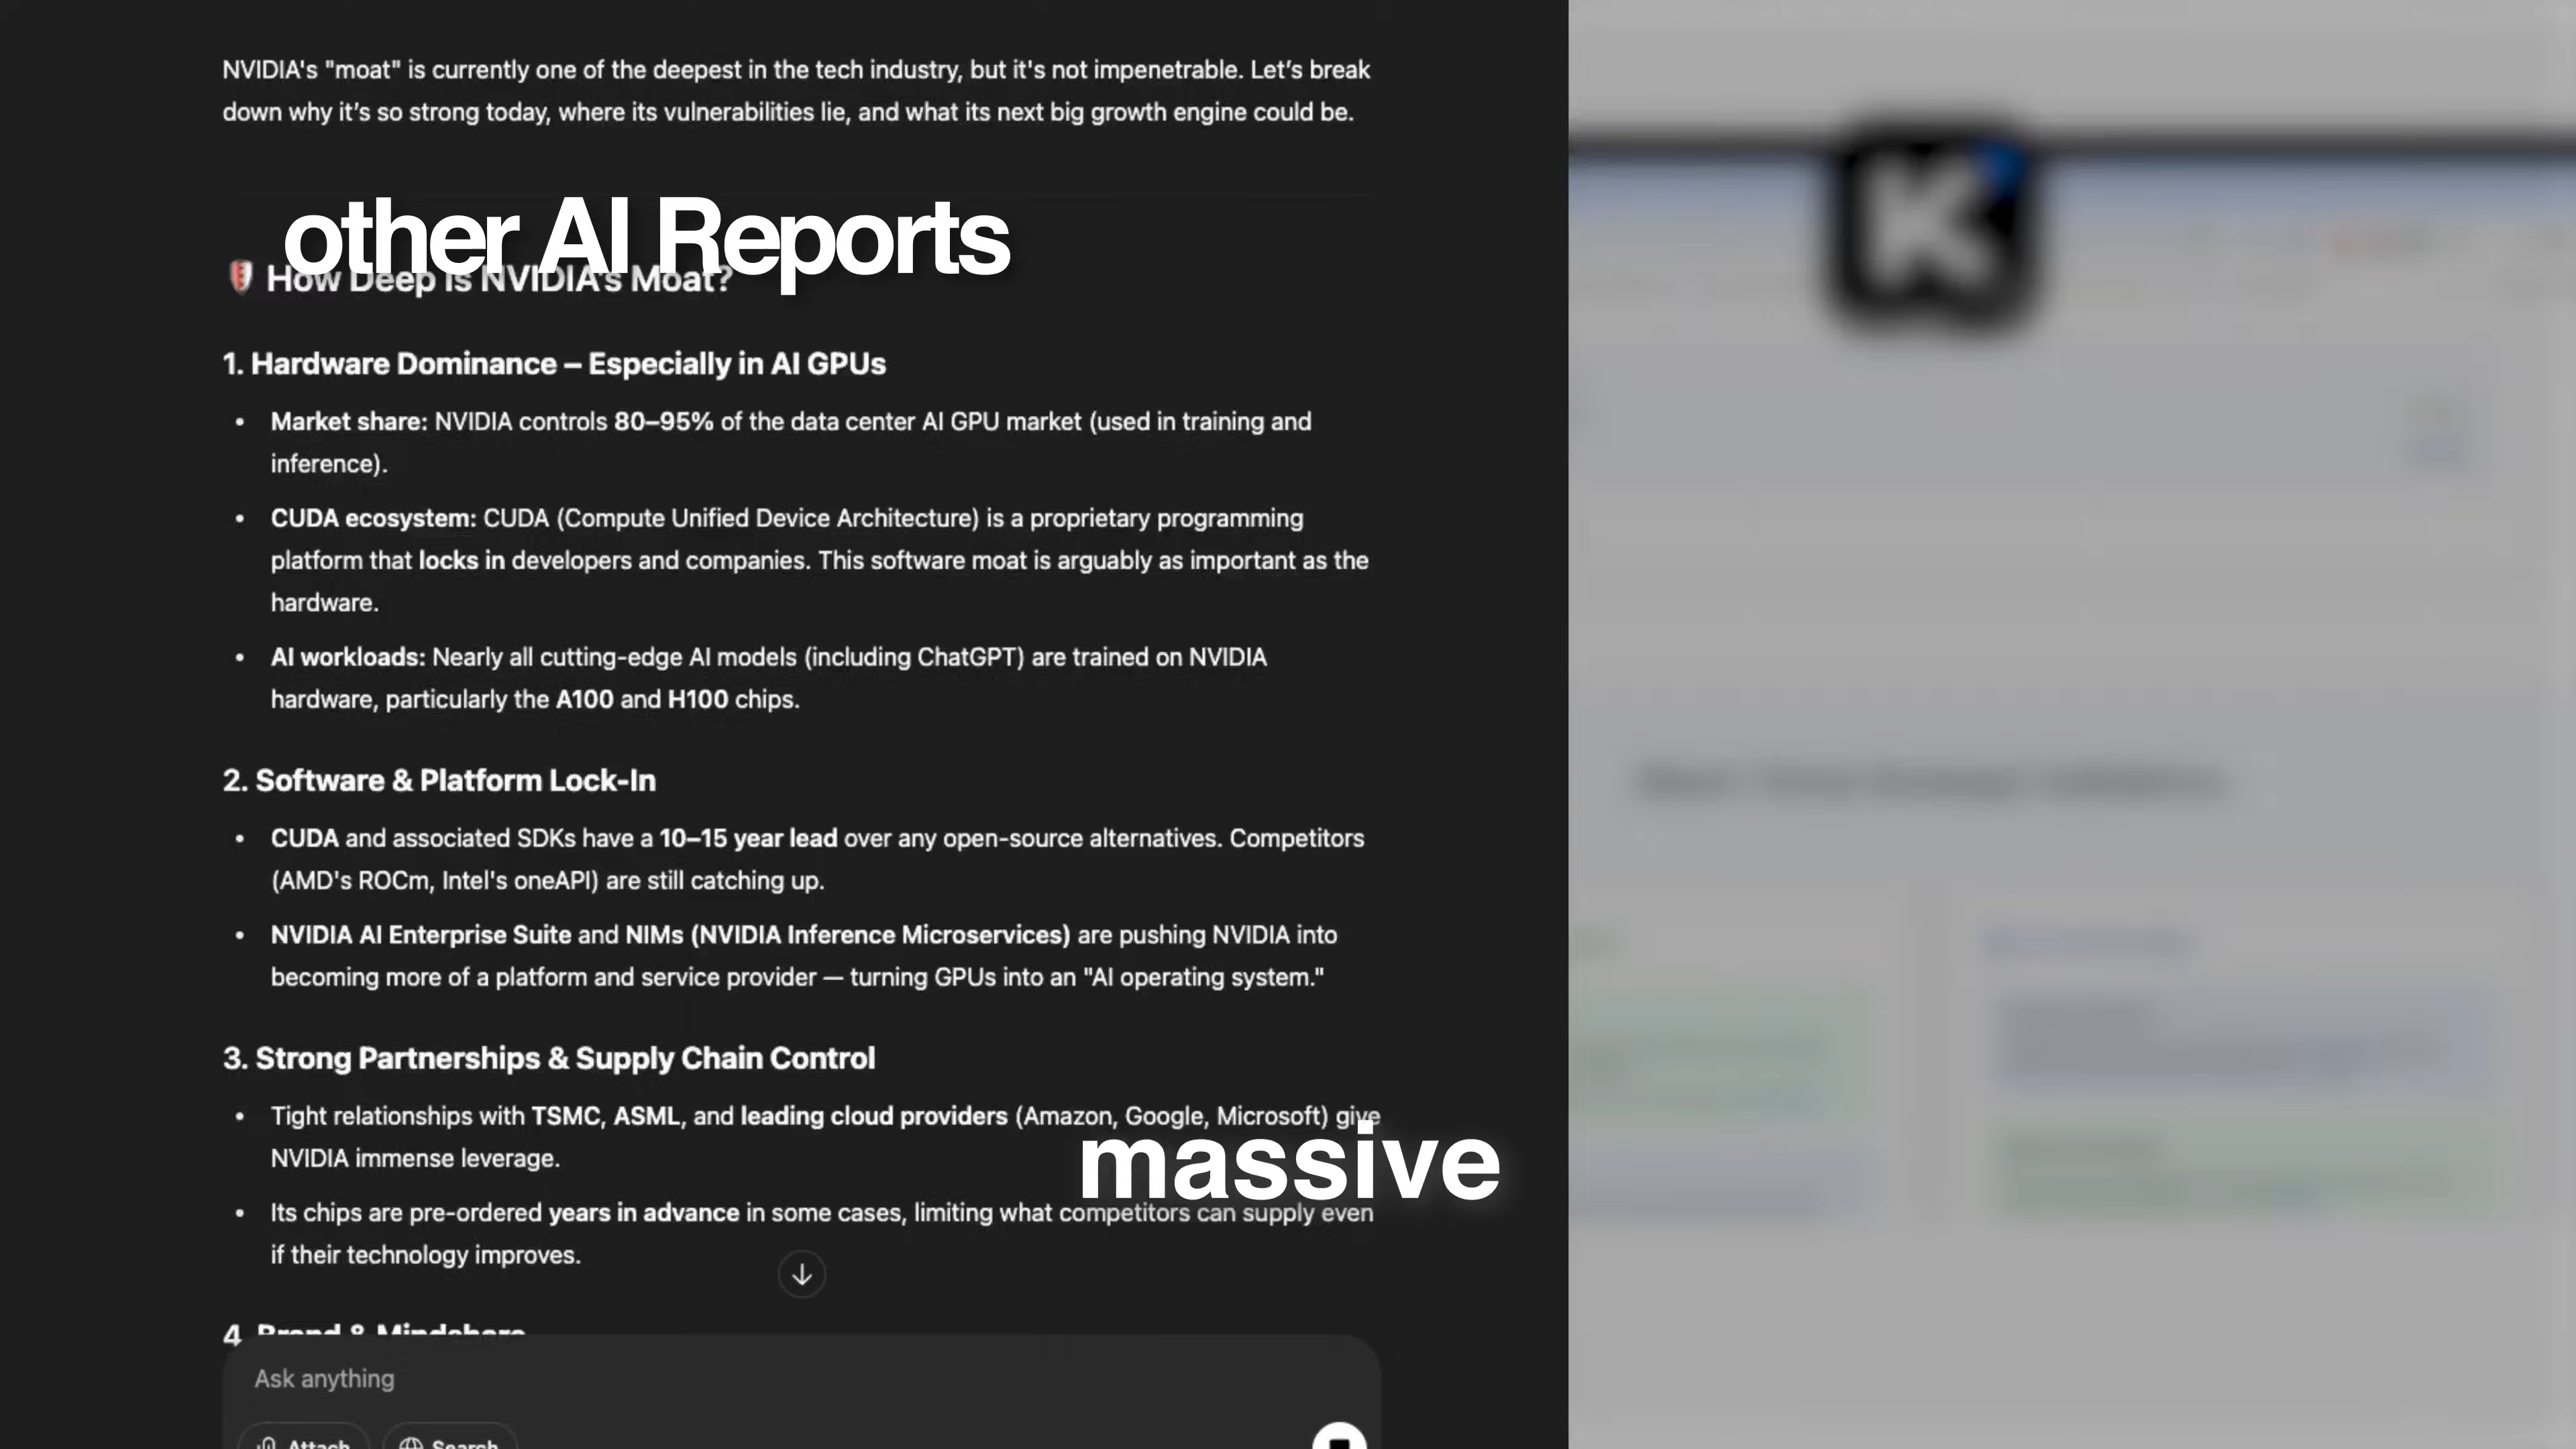 NVIDIA's "moat" is currently one of the deepest in the tech industry, but it's not impenetrable. Let's break
down why it's so strong today, where its vulnerabilities lie, and what its next big growth engine could be.
other AI Reports
How Deep Is NVIDIA's Moat?
1. Hardware Dominance – Especially in AI GPUs
• Market share: NVIDIA controls 80–95% of the data center AI GPU market (used in training and
inference).
• CUDA ecosystem: CUDA (Compute Unified Device Architecture) is a proprietary programming
platform that locks in developers and companies. This software moat is arguably as important as the
hardware.
• AI workloads: Nearly all cutting-edge AI models (including ChatGPT) are trained on NVIDIA
hardware, particularly the A100 and H100 chips.
2. Software & Platform Lock-In
• CUDA and associated SDKs have a 10–15 year lead over any open-source alternatives. Competitors
(AMD's ROCm, Intel's oneAPI) are still catching up.
• NVIDIA AI Enterprise Suite and NIMs (NVIDIA Inference Microservices) are pushing NVIDIA into
becoming more of a platform and service provider — turning GPUs into an "AI operating system."
3. Strong Partnerships & Supply Chain Control
• Tight relationships with TSMC, ASML, and leading cloud providers (Amazon, Google, Microsoft) give
NVIDIA immense leverage.
massive
• Its chips are pre-ordered years in advance in some cases, limiting what competitors can supply even
if their technology improves.
4. Brand & Mindshare
Ask anything
Attach Search
K